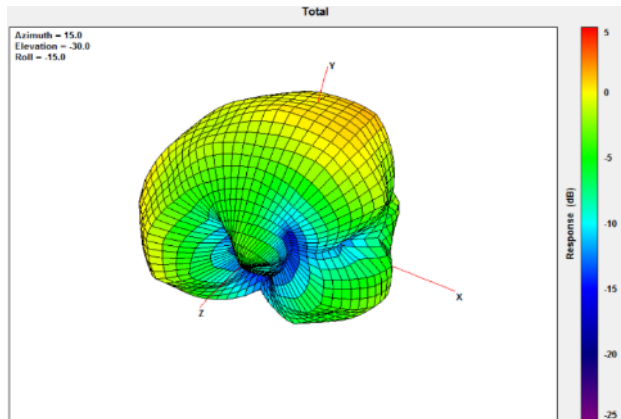 Total
Azimuth = 15.0
Elevation = -30.0
Roll = -15.0
Y
X
Z
5
0
-5
-10
-15
-20
-25
Response (dB)